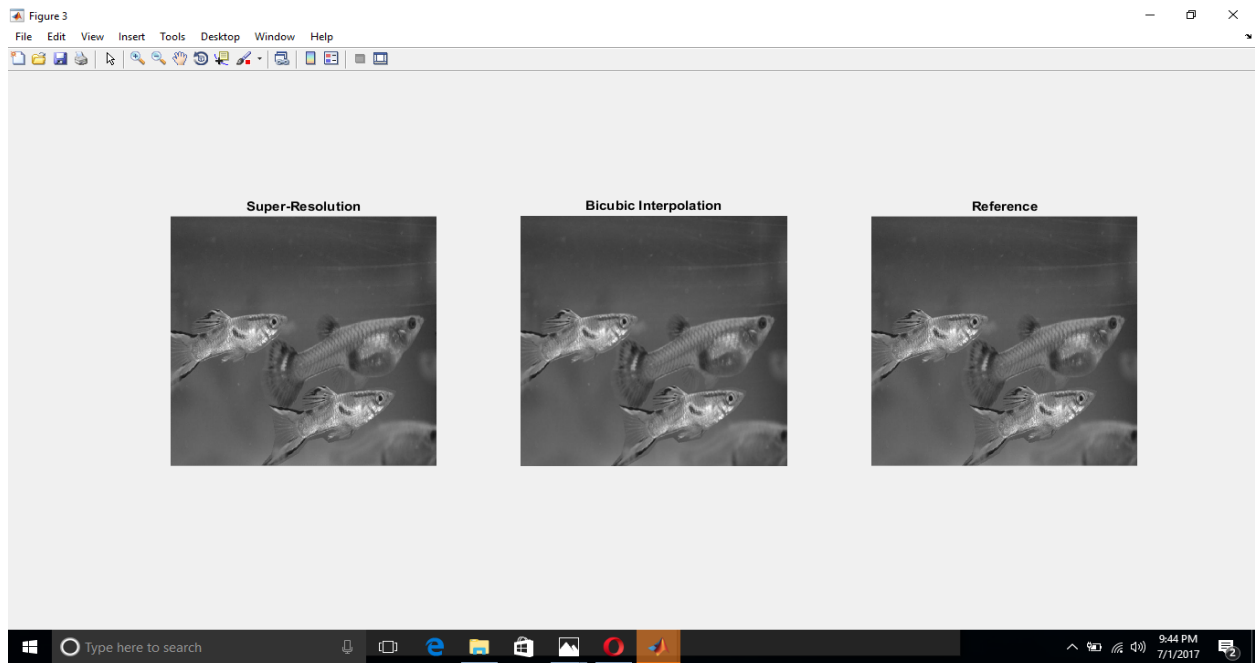 Figure 3
File Edit View Insert Tools Desktop Window Help
Super-Resolution Bicubic Interpolation Reference
Type here to search
9:44 PM
7/1/2017
2